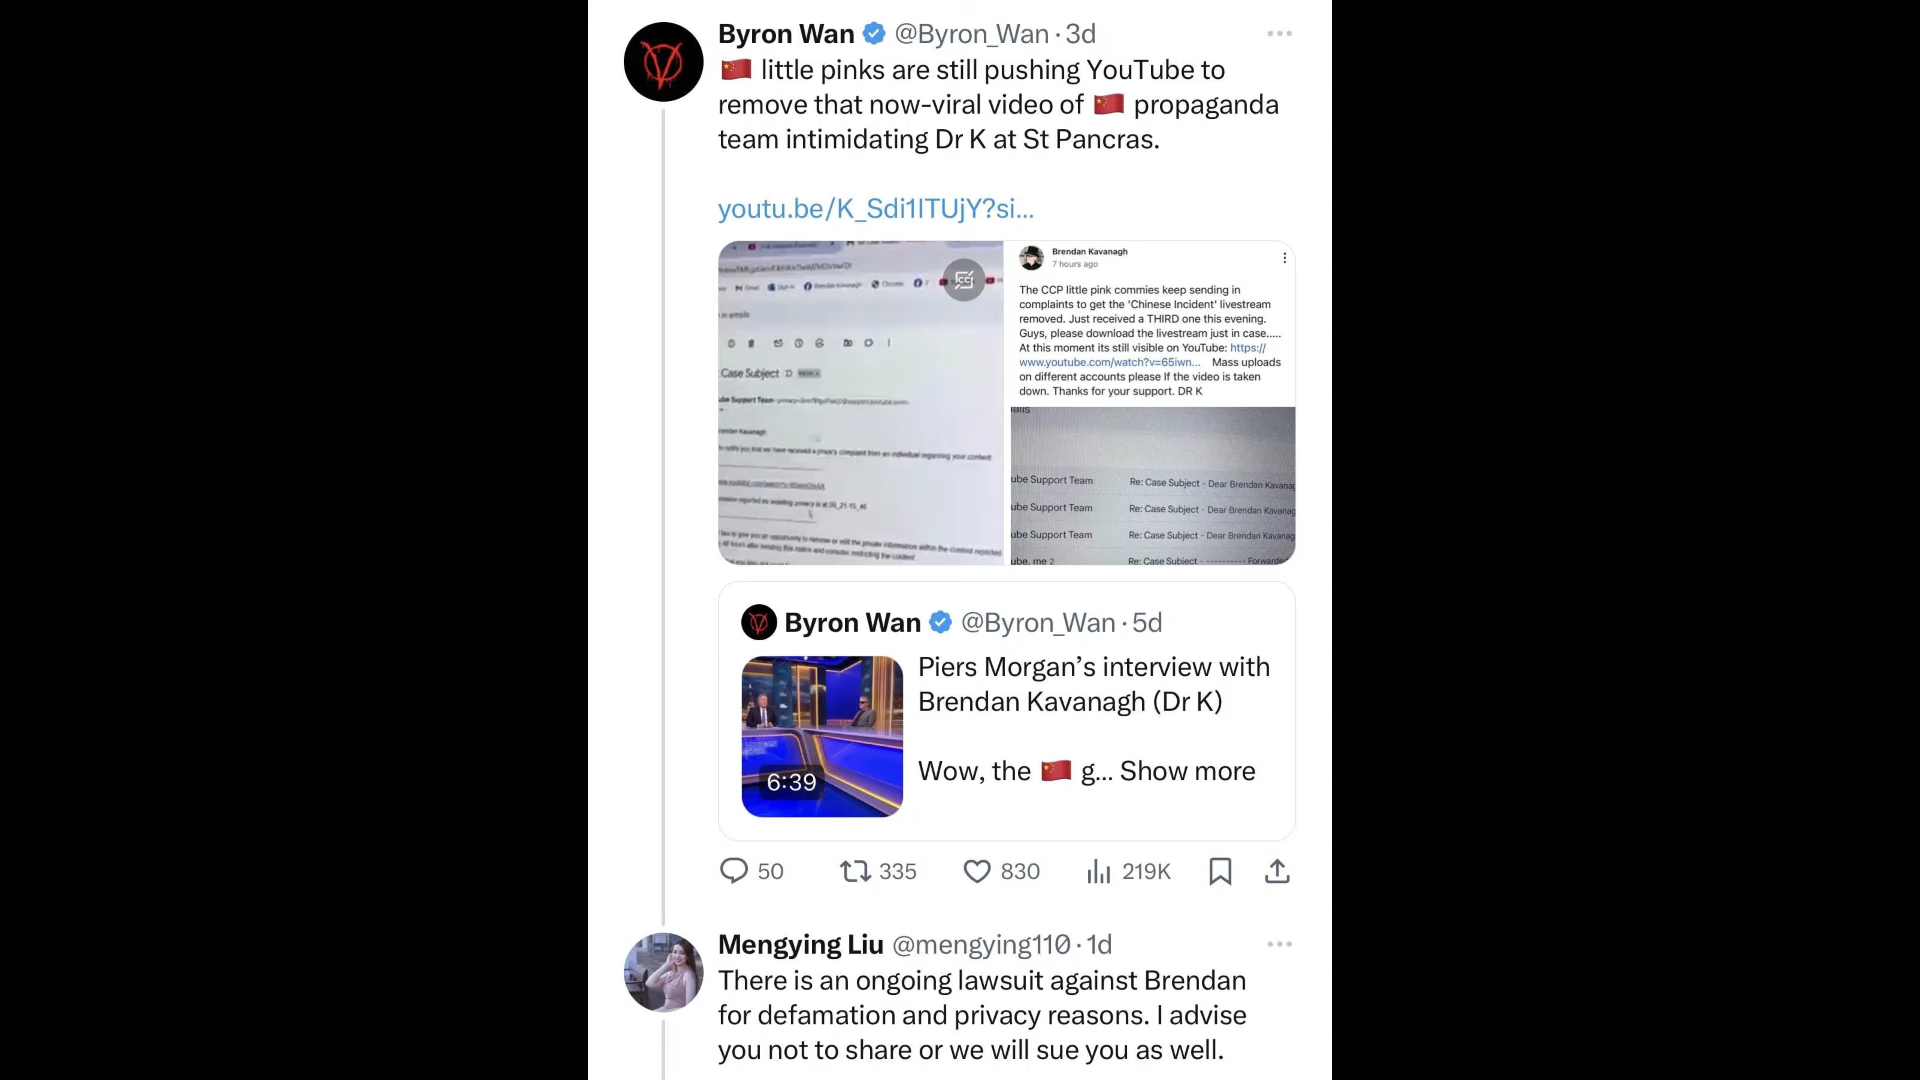 Byron Wan @Byron_Wan · 3d
🇨🇳 little pinks are still pushing YouTube to
remove that now-viral video of 🇨🇳 propaganda
team intimidating Dr K at St Pancras.
youtu.be/K_Sdi1ITUjY?si...
Case Subject
Brendan Kavanagh
7 hours ago
The CCP little pink commies keep sending in
complaints to get the 'Chinese Incident' livestream
removed. Just received a THIRD one this evening.
Guys, please download the livestream just in case.....
At this moment its still visible on YouTube: https://
www.youtube.com/watch?v=65iwn... Mass uploads
on different accounts please If the video is taken
down. Thanks for your support. DR K
ube Support Team Re: Case Subject - Dear Brendan Kavanag
ube Support Team Re: Case Subject - Dear Brendan Kavanag
ube Support Team Re: Case Subject - Dear Brendan Kavanag
ube, me 2 Re: Case Subject - ---------- Forwarde
Byron Wan @Byron_Wan · 5d
Piers Morgan’s interview with
Brendan Kavanagh (Dr K)
Wow, the 🇨🇳 g... Show more
6:39
50 335 830 219K
Mengying Liu @mengying110 · 1d
There is an ongoing lawsuit against Brendan
for defamation and privacy reasons. I advise
you not to share or we will sue you as well.